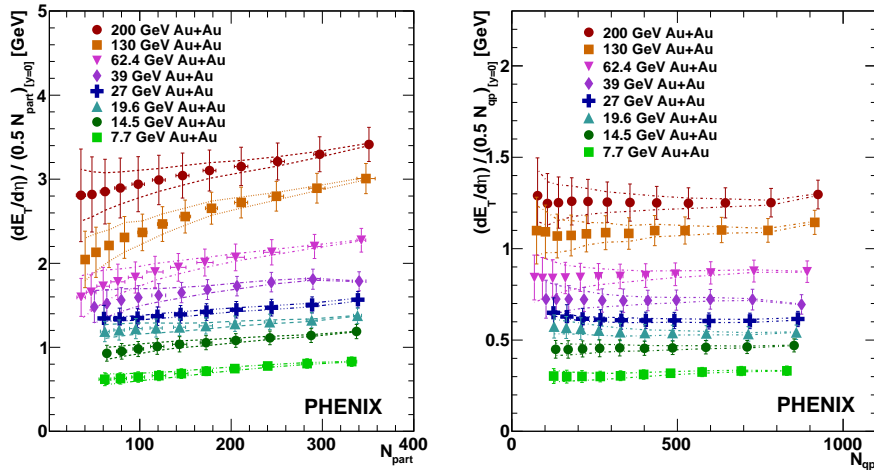 (dE_T/dη) / (0.5 N_part)_[y=0] [GeV]
5
4
3
2
1
0
200 GeV Au+Au
130 GeV Au+Au
62.4 GeV Au+Au
39 GeV Au+Au
27 GeV Au+Au
19.6 GeV Au+Au
14.5 GeV Au+Au
7.7 GeV Au+Au
PHENIX
100
200
300
400
N_part
(dE_T/dη) / (0.5 N_qp)_[y=0] [GeV]
2
1.5
1
0.5
0
200 GeV Au+Au
130 GeV Au+Au
62.4 GeV Au+Au
39 GeV Au+Au
27 GeV Au+Au
19.6 GeV Au+Au
14.5 GeV Au+Au
7.7 GeV Au+Au
PHENIX
0
500
1000
N_qp